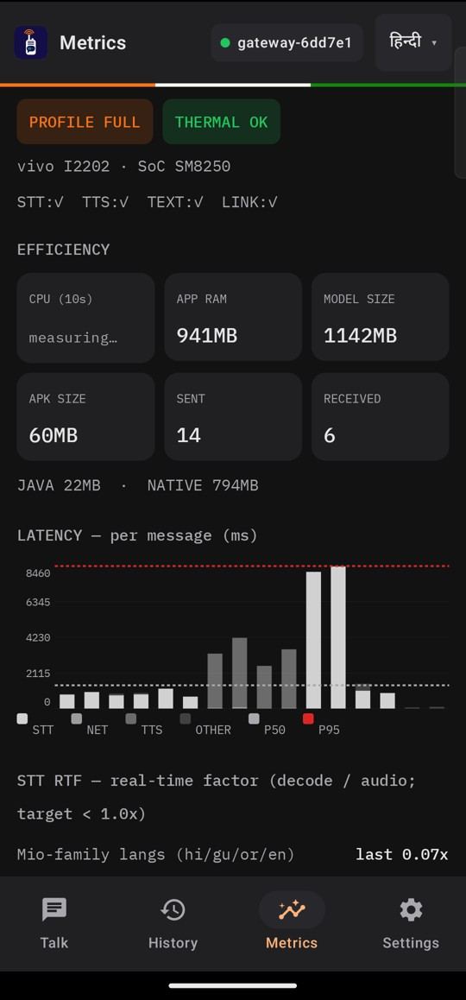 Metrics
gateway-6dd7e1
हिन्दी ▾
PROFILE FULL
THERMAL OK
vivo I2202 · SoC SM8250
STT:√ TTS:√ TEXT:√ LINK:√
EFFICIENCY
CPU (10s)
measuring…
APP RAM
941MB
MODEL SIZE
1142MB
APK SIZE
60MB
SENT
14
RECEIVED
6
JAVA 22MB · NATIVE 794MB
LATENCY — per message (ms)
8460
6345
4230
2115
0
STT NET TTS OTHER P50 P95
STT RTF — real-time factor (decode / audio;
target < 1.0x)
Mio-family langs (hi/gu/or/en) last 0.07x
Talk History Metrics Settings